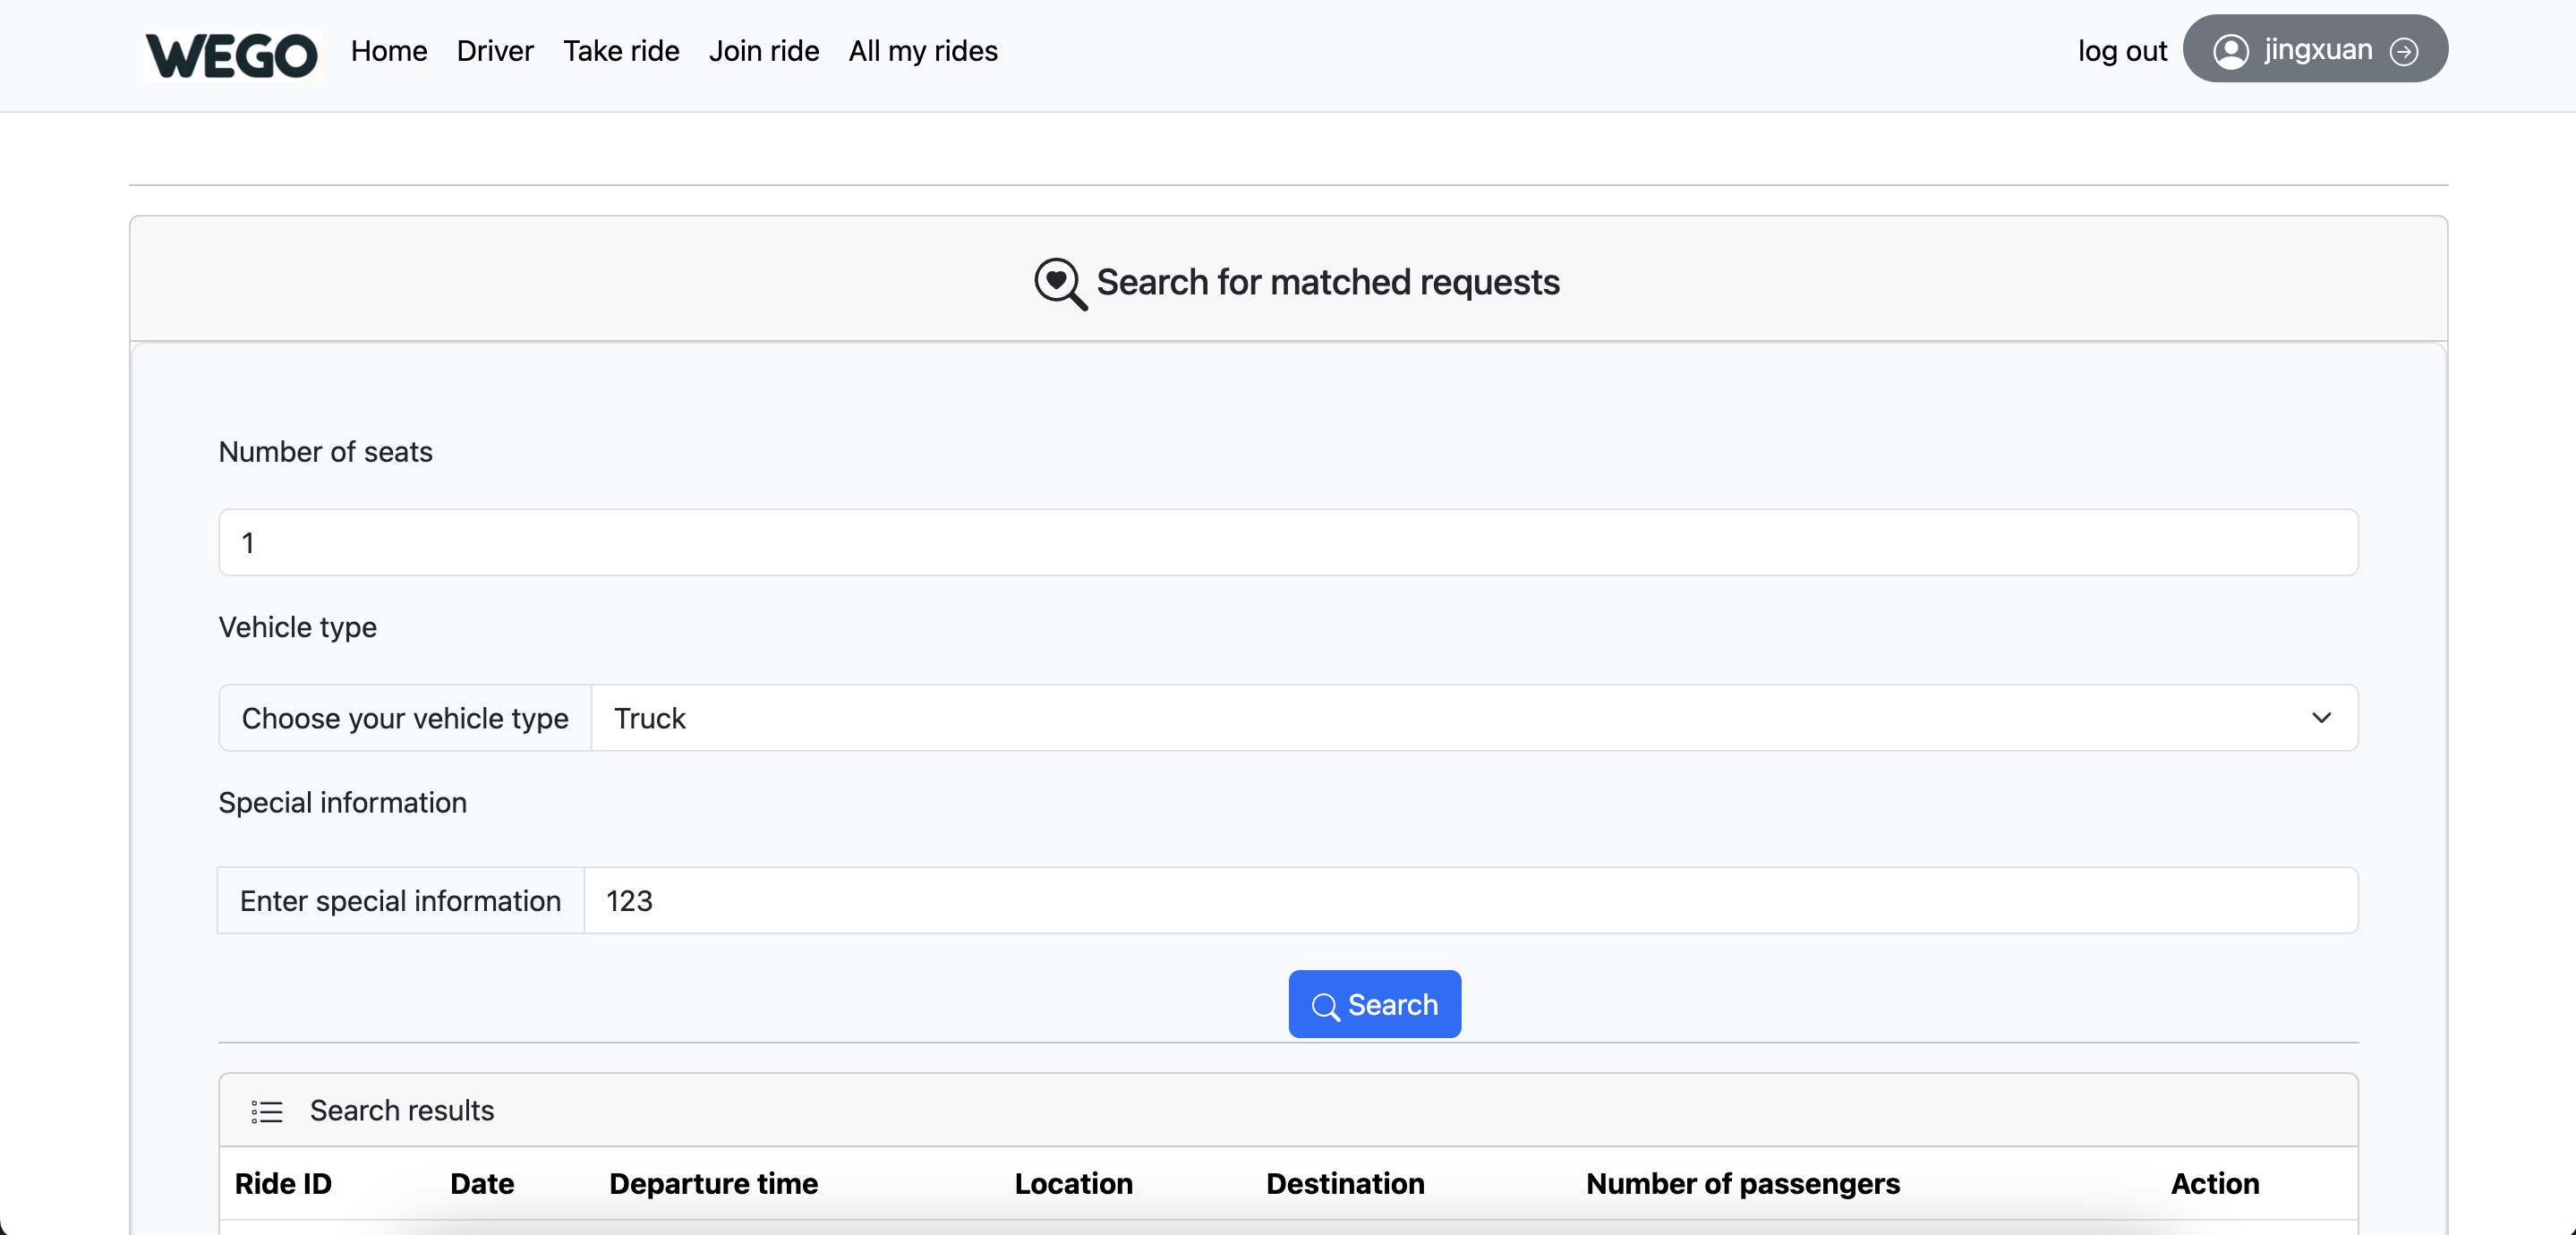 WEGO Home Driver Take ride Join ride All my rides log out jingxuan
Search for matched requests
Number of seats
1
Vehicle type
Choose your vehicle type Truck
Special information
Enter special information 123
Search
Search results
Ride ID Date Departure time Location Destination Number of passengers Action